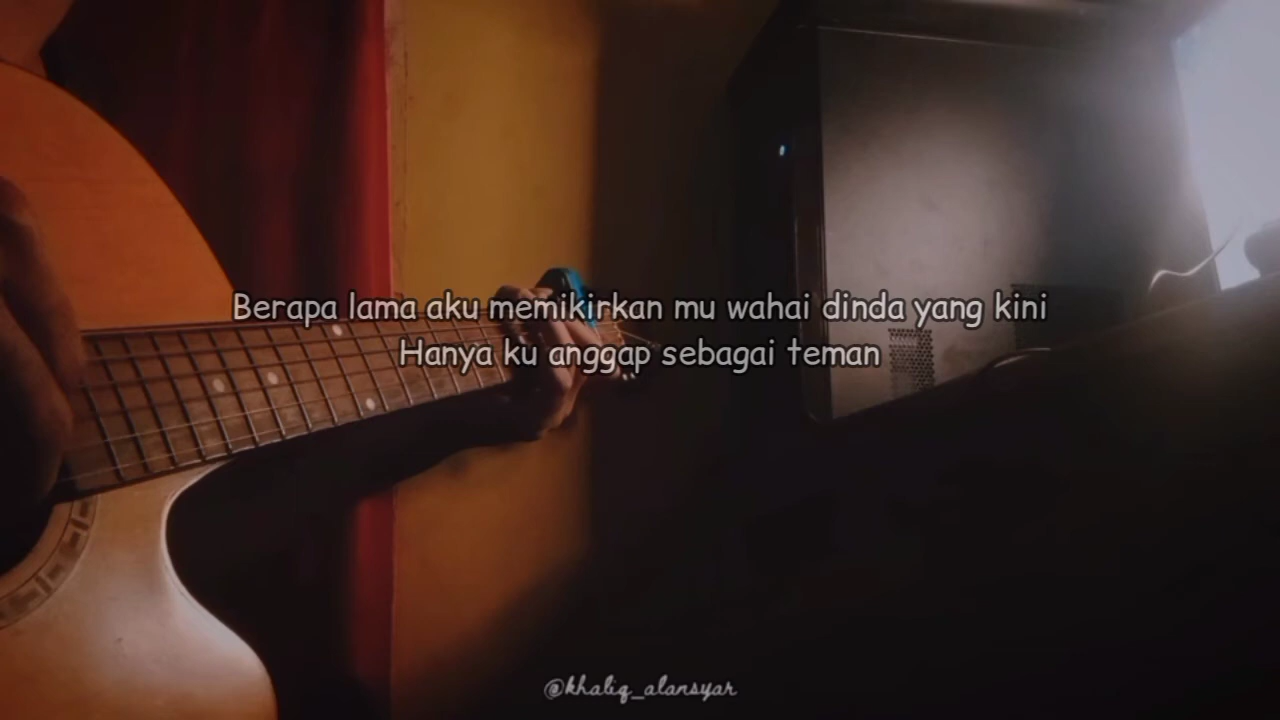 Berapa lama aku memikirkan mu wahai dinda yang kini
Hanya ku anggap sebagai teman
@khaliq_alansyar